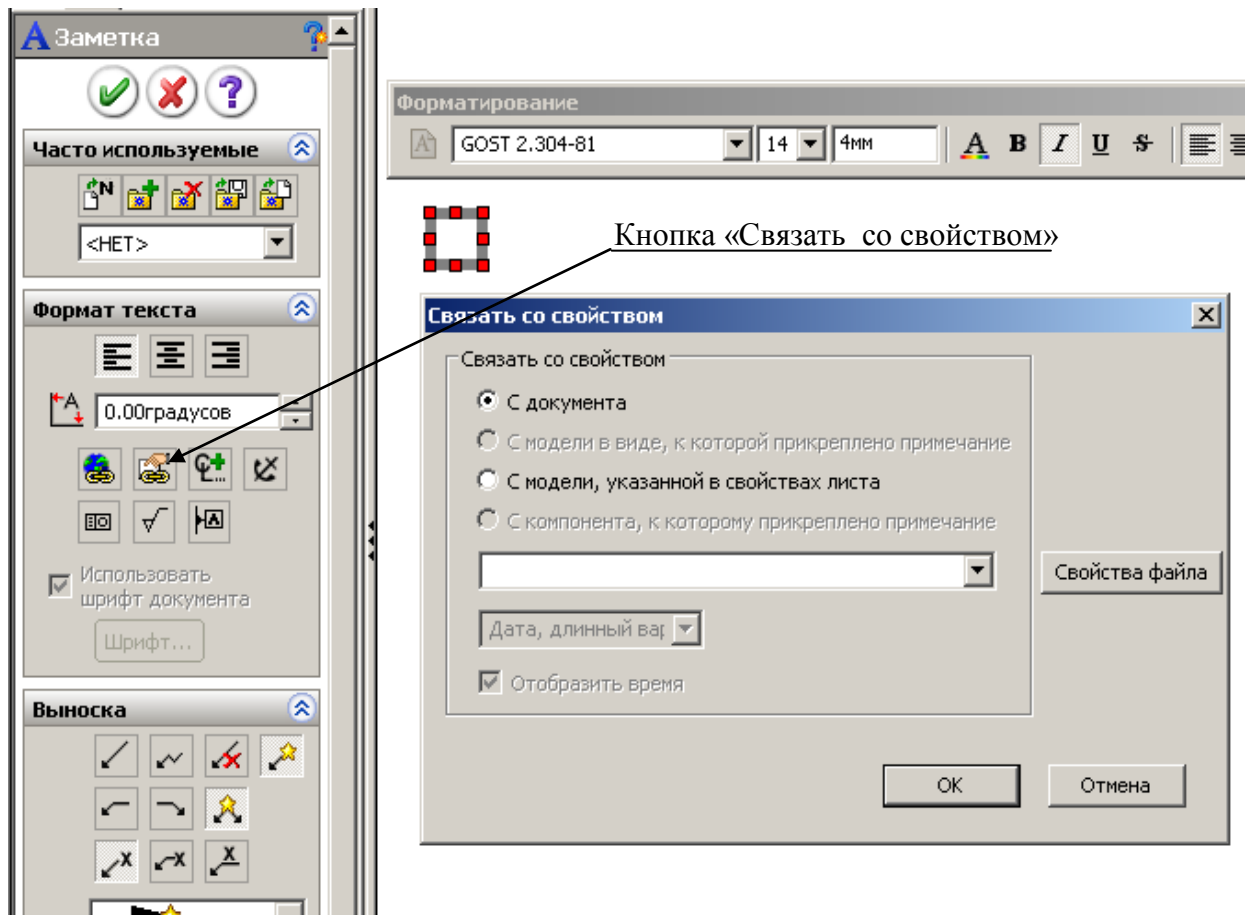 Заметка
Часто используемые
<НЕТ>
Формат текста
0.00градусов
Использовать
шрифт документа
Шрифт...
Выноска
Форматирование
GOST 2.304-81 14 4мм
Кнопка «Связать со свойством»
Связать со свойством
Связать со свойством
С документа
С модели в виде, к которой прикреплено примечание
С модели, указанной в свойствах листа
С компонента, к которому прикреплено примечание
Свойства файла
Дата, длинный вар
Отобразить время
OK Отмена